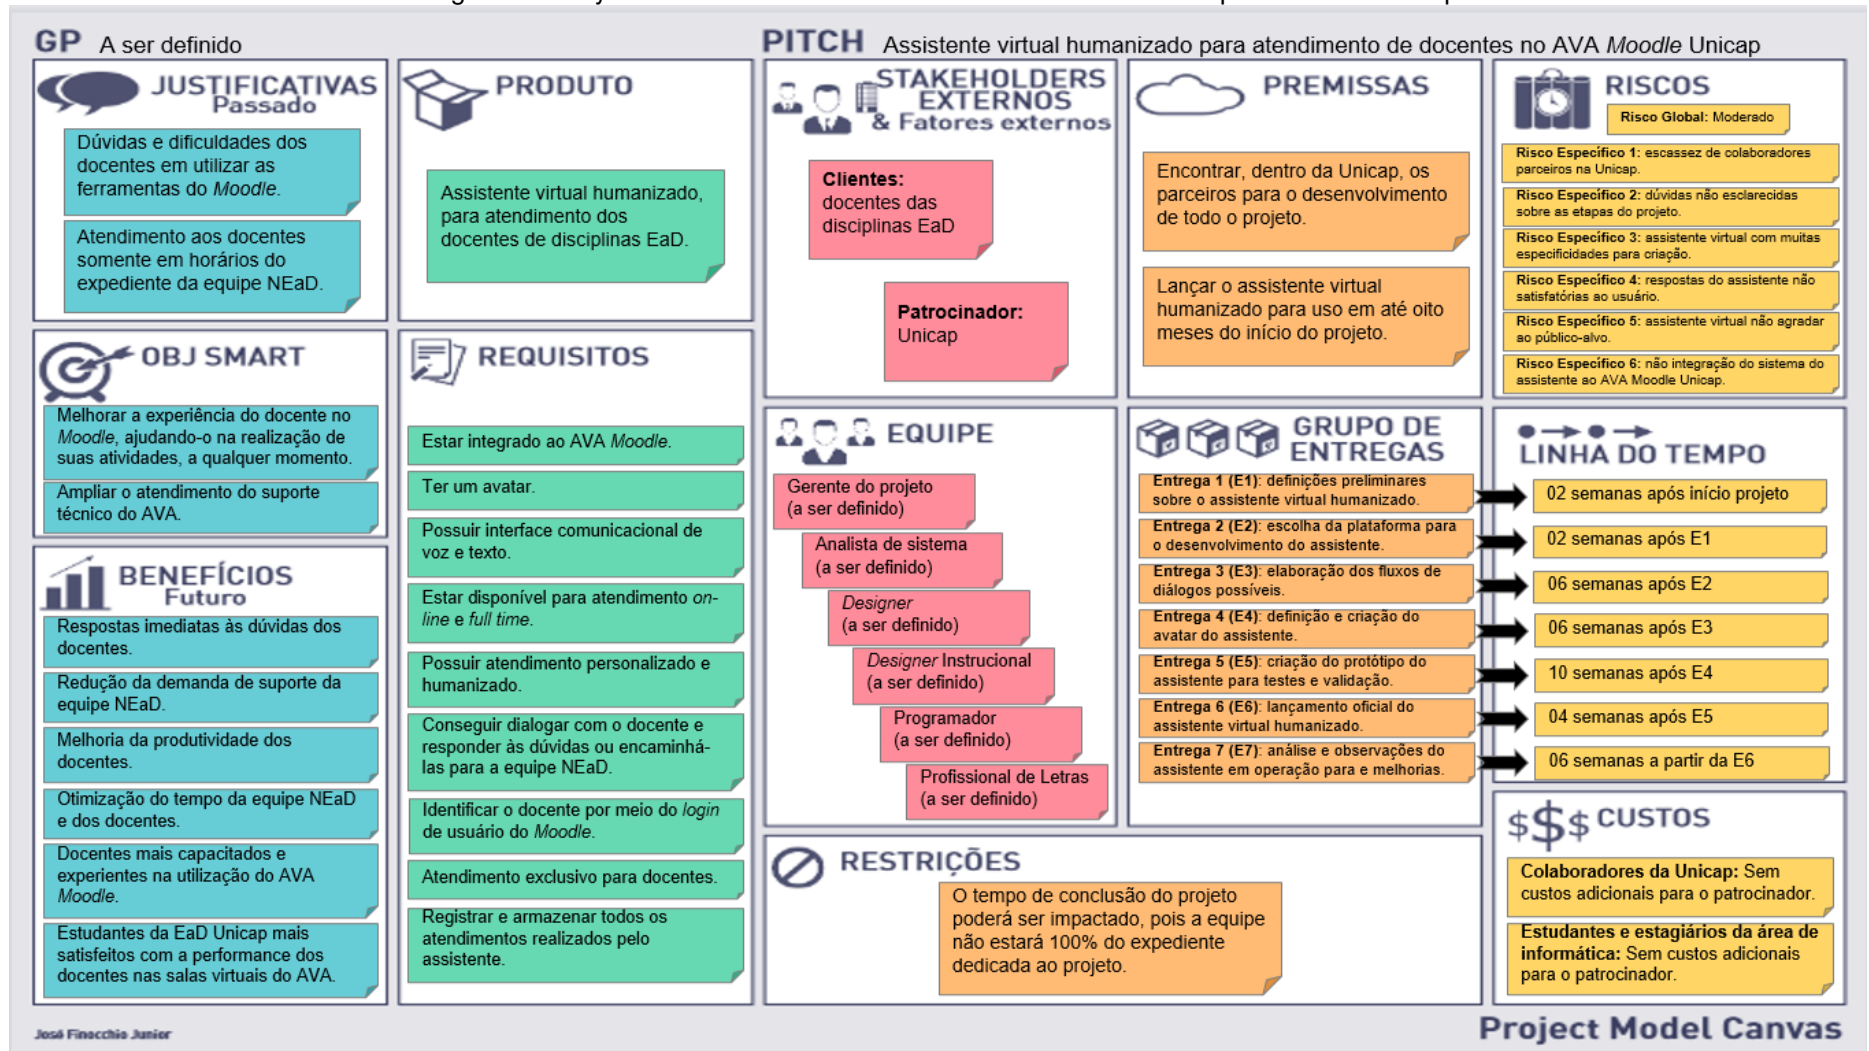 GP A ser definido
PITCH Assistente virtual humanizado para atendimento de docentes no AVA Moodle Unicap
JUSTIFICATIVAS
Passado
Dúvidas e dificuldades dos
docentes em utilizar as
ferramentas do Moodle.
Atendimento aos docentes
somente em horários do
expediente da equipe NEaD.
OBJ SMART
Melhorar a experiência do docente no
Moodle, ajudando-o na realização de
suas atividades, a qualquer momento.
Ampliar o atendimento do suporte
técnico do AVA.
BENEFÍCIOS
Futuro
Respostas imediatas às dúvidas dos
docentes.
Redução da demanda de suporte da
equipe NEaD.
Melhoria da produtividade dos
docentes.
Otimização do tempo da equipe NEaD
e dos docentes.
Docentes mais capacitados e
experientes na utilização do AVA
Moodle.
Estudantes da EaD Unicap mais
satisfeitos com a performance dos
docentes nas salas virtuais do AVA.
PRODUTO
Assistente virtual humanizado,
para atendimento dos
docentes de disciplinas EaD.
REQUISITOS
Estar integrado ao AVA Moodle.
Ter um avatar.
Possuir interface comunicacional de
voz e texto.
Estar disponível para atendimento on-
line e full time.
Possuir atendimento personalizado e
humanizado.
Conseguir dialogar com o docente e
responder às dúvidas ou encaminhá-
las para a equipe NEaD.
Identificar o docente por meio do login
de usuário do Moodle.
Atendimento exclusivo para docentes.
Registrar e armazenar todos os
atendimentos realizados pelo
assistente.
STAKEHOLDERS
EXTERNOS
& Fatores externos
Clientes:
docentes das
disciplinas EaD
Patrocinador:
Unicap
EQUIPE
Gerente do projeto
(a ser definido)
Analista de sistema
(a ser definido)
Designer
(a ser definido)
Designer Instrucional
(a ser definido)
Programador
(a ser definido)
Profissional de Letras
(a ser definido)
PREMISSAS
Encontrar, dentro da Unicap, os
parceiros para o desenvolvimento
de todo o projeto.
Lançar o assistente virtual
humanizado para uso em até oito
meses do início do projeto.
GRUPO DE
ENTREGAS
Entrega 1 (E1): definições preliminares
sobre o assistente virtual humanizado.
Entrega 2 (E2): escolha da plataforma para
o desenvolvimento do assistente.
Entrega 3 (E3): elaboração dos fluxos de
diálogos possíveis.
Entrega 4 (E4): definição e criação do
avatar do assistente.
Entrega 5 (E5): criação do protótipo do
assistente para testes e validação.
Entrega 6 (E6): lançamento oficial do
assistente virtual humanizado.
Entrega 7 (E7): análise e observações do
assistente em operação para e melhorias.
RESTRIÇÕES
O tempo de conclusão do projeto
poderá ser impactado, pois a equipe
não estará 100% do expediente
dedicada ao projeto.
RISCOS
Risco Global: Moderado
Risco Específico 1: escassez de colaboradores
parceiros na Unicap.
Risco Específico 2: dúvidas não esclarecidas
sobre as etapas do projeto.
Risco Específico 3: assistente virtual com muitas
especificidades para criação.
Risco Específico 4: respostas do assistente não
satisfatórias ao usuário.
Risco Específico 5: assistente virtual não agradar
ao público-alvo.
Risco Específico 6: não integração do sistema do
assistente ao AVA Moodle Unicap.
LINHA DO TEMPO
02 semanas após início projeto
02 semanas após E1
06 semanas após E2
06 semanas após E3
10 semanas após E4
04 semanas após E5
06 semanas a partir da E6
$$$ CUSTOS
Colaboradores da Unicap: Sem
custos adicionais para o patrocinador.
Estudantes e estagiários da área de
informática: Sem custos adicionais
para o patrocinador.
José Finocchio Junior
Project Model Canvas